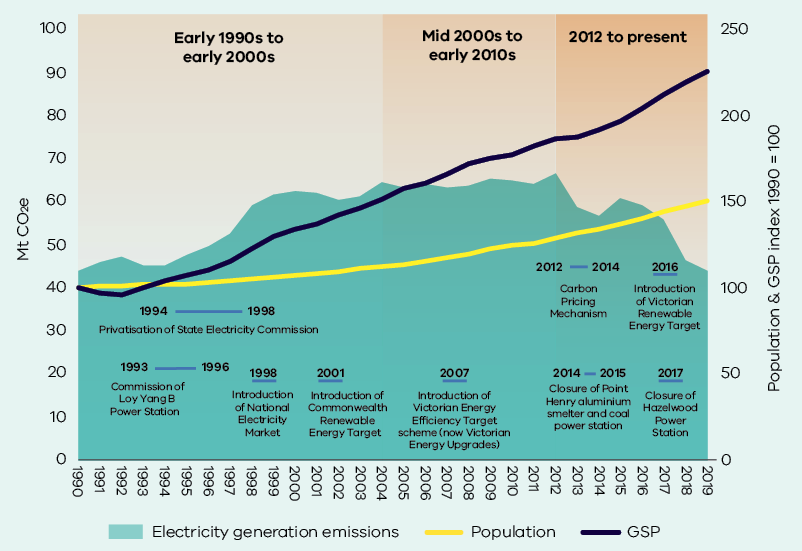 Early 1990s to
early 2000s
Mid 2000s to
early 2010s
2012 to present
100
90
80
70
60
50
40
30
20
10
0
Mt CO2e
250
200
150
100
50
0
Population & GSP index 1990 = 100
1994 1998
Privatisation of State Electricity Commission
2012 2014
Carbon
Pricing
Mechanism
2016
Introduction
of Victorian
Renewable
Energy Target
1993 1996
Commission of
Loy Yang B
Power Station
1998
Introduction
of National
Electricity
Market
2001
Introduction of
Commonwealth
Renewable
Energy Target
2007
Introduction of
Victorian Energy
Efficiency Target
scheme (now Victorian
Energy Upgrades)
2014 2015
Closure of Point
Henry aluminium
smelter and coal
power station
2017
Closure of
Hazelwood
Power
Station
1990 1991 1992 1993 1994 1995 1996 1997 1998 1999 2000 2001 2002 2003 2004 2005 2006 2007 2008 2009 2010 2011 2012 2013 2014 2015 2016 2017 2018 2019
Electricity generation emissions Population GSP